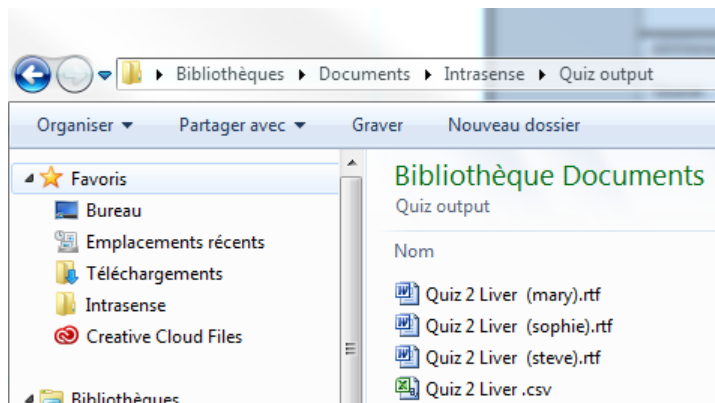 Bibliothèques Documents Intrasense Quiz output
Organiser Partager avec Graver Nouveau dossier
Favoris
Bureau
Emplacements récents
Téléchargements
Intrasense
Creative Cloud Files
Bibliothèques
Bibliothèque Documents
Quiz output
Nom
Quiz 2 Liver (mary).rtf
Quiz 2 Liver (sophie).rtf
Quiz 2 Liver (steve).rtf
Quiz 2 Liver .csv